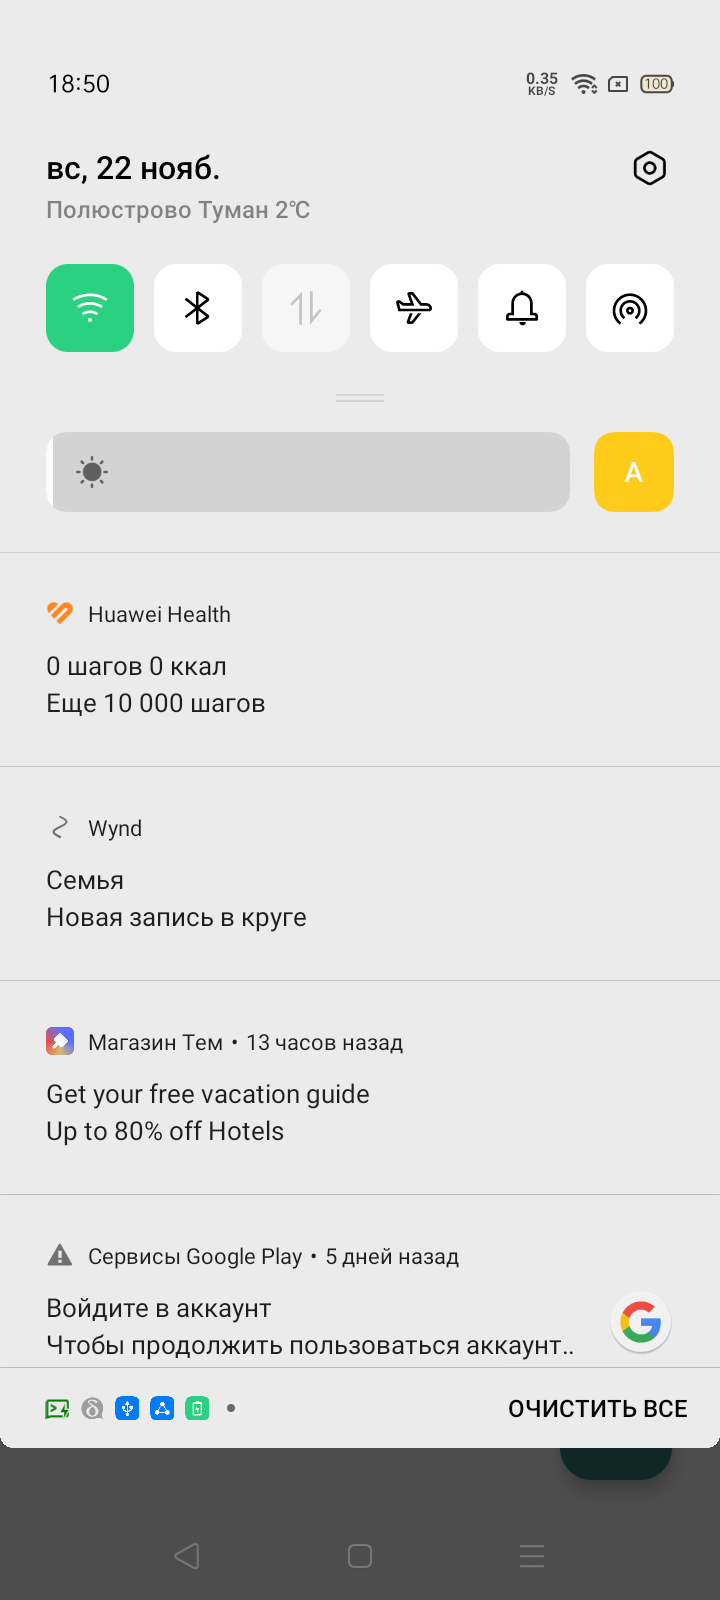 18:50
0.35
KB/S
100
вс, 22 нояб.
Полюстрово Туман 2°C
A
Huawei Health
0 шагов 0 ккал
Еще 10 000 шагов
Wynd
Семья
Новая запись в круге
Магазин Тем • 13 часов назад
Get your free vacation guide
Up to 80% off Hotels
Сервисы Google Play • 5 дней назад
Войдите в аккаунт
Чтобы продолжить пользоваться аккаунт..
ОЧИСТИТЬ ВСЕ